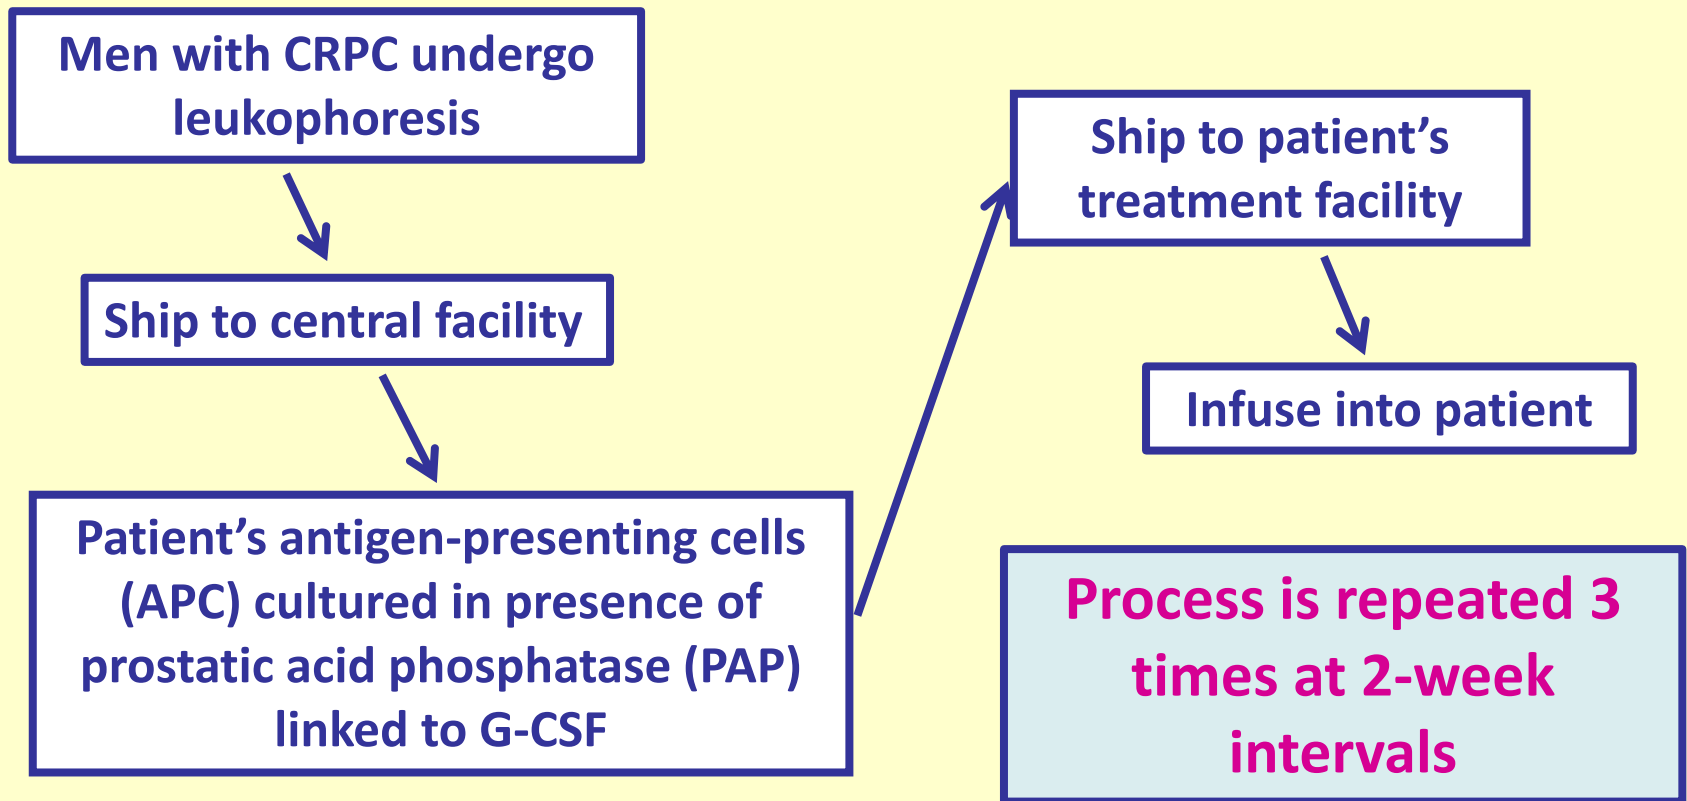 Men with CRPC undergo
leukophoresis
Ship to central facility
Patient’s antigen-presenting cells
(APC) cultured in presence of
prostatic acid phosphatase (PAP)
linked to G-CSF
Ship to patient’s
treatment facility
Infuse into patient
Process is repeated 3
times at 2-week
intervals